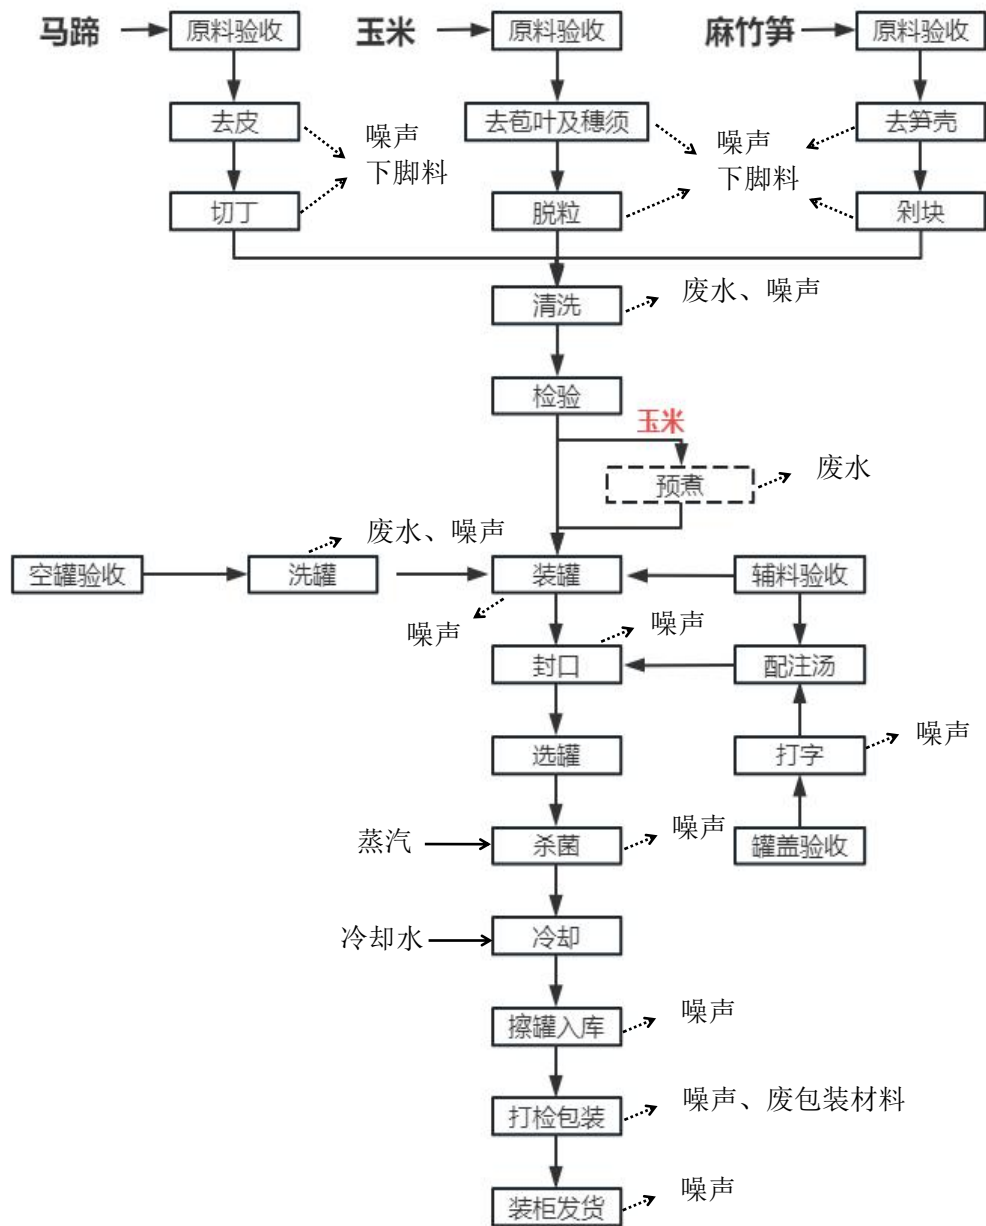 马蹄
原料验收
玉米
原料验收
麻竹笋
原料验收
去皮
噪声
下脚料
去苞叶及穗须
噪声
下脚料
去笋壳
切丁
脱粒
剁块
清洗
废水、噪声
检验
玉米
预煮
废水
废水、噪声
空罐验收
洗罐
装罐
辅料验收
噪声
噪声
封口
配注汤
选罐
打字
噪声
蒸汽
杀菌
噪声
罐盖验收
冷却水
冷却
擦罐入库
噪声
打检包装
噪声、废包装材料
装柜发货
噪声